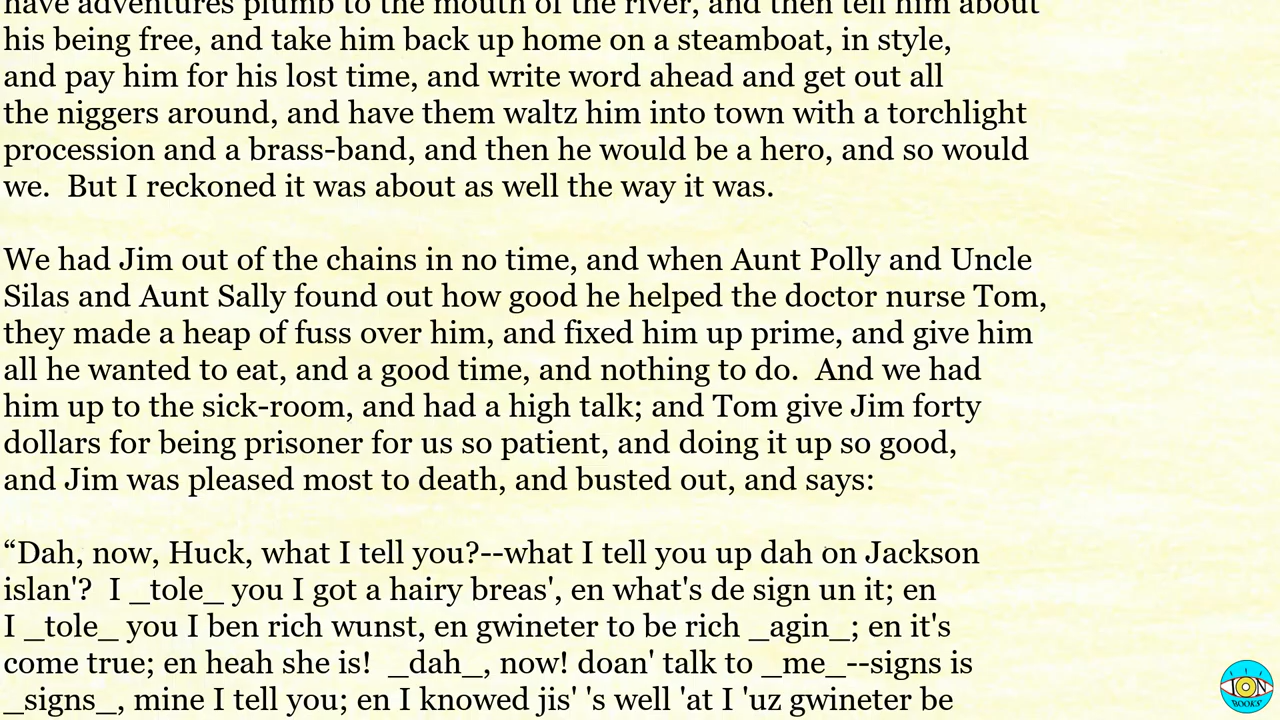 have adventures plumb to the mouth of the river, and then tell him about
his being free, and take him back up home on a steamboat, in style,
and pay him for his lost time, and write word ahead and get out all
the niggers around, and have them waltz him into town with a torchlight
procession and a brass-band, and then he would be a hero, and so would
we.  But I reckoned it was about as well the way it was.

We had Jim out of the chains in no time, and when Aunt Polly and Uncle
Silas and Aunt Sally found out how good he helped the doctor nurse Tom,
they made a heap of fuss over him, and fixed him up prime, and give him
all he wanted to eat, and a good time, and nothing to do.  And we had
him up to the sick-room, and had a high talk; and Tom give Jim forty
dollars for being prisoner for us so patient, and doing it up so good,
and Jim was pleased most to death, and busted out, and says:

“Dah, now, Huck, what I tell you?--what I tell you up dah on Jackson
islan'?  I _tole_ you I got a hairy breas', en what's de sign un it; en
I _tole_ you I ben rich wunst, en gwineter to be rich _agin_; en it's
come true; en heah she is!  _dah_, now! doan' talk to _me_--signs is
_signs_, mine I tell you; en I knowed jis' 's well 'at I 'uz gwineter be
ION
BOOKS